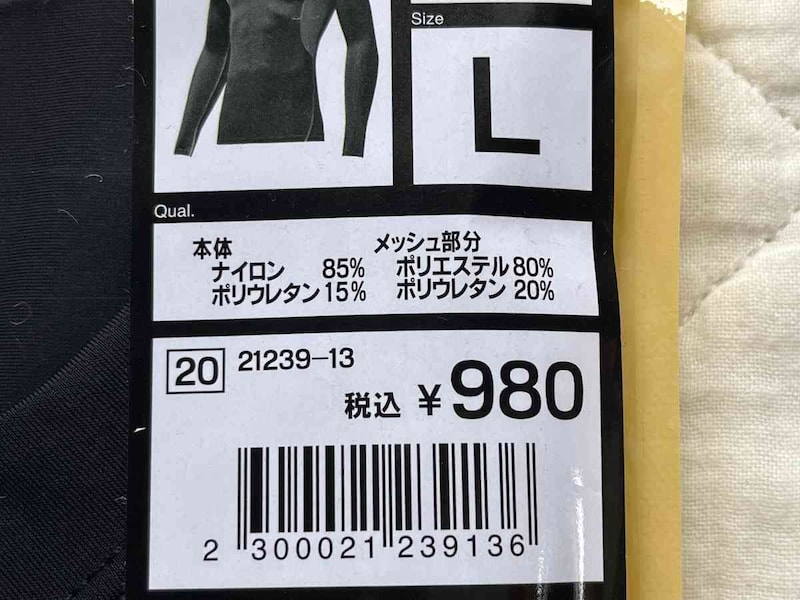 Size
L
Qual.
本体
ナイロン 85%
ポリウレタン 15%
メッシュ部分
ポリエステル 80%
ポリウレタン 20%
20 21239-13
税込 ¥980
2 300021 239136